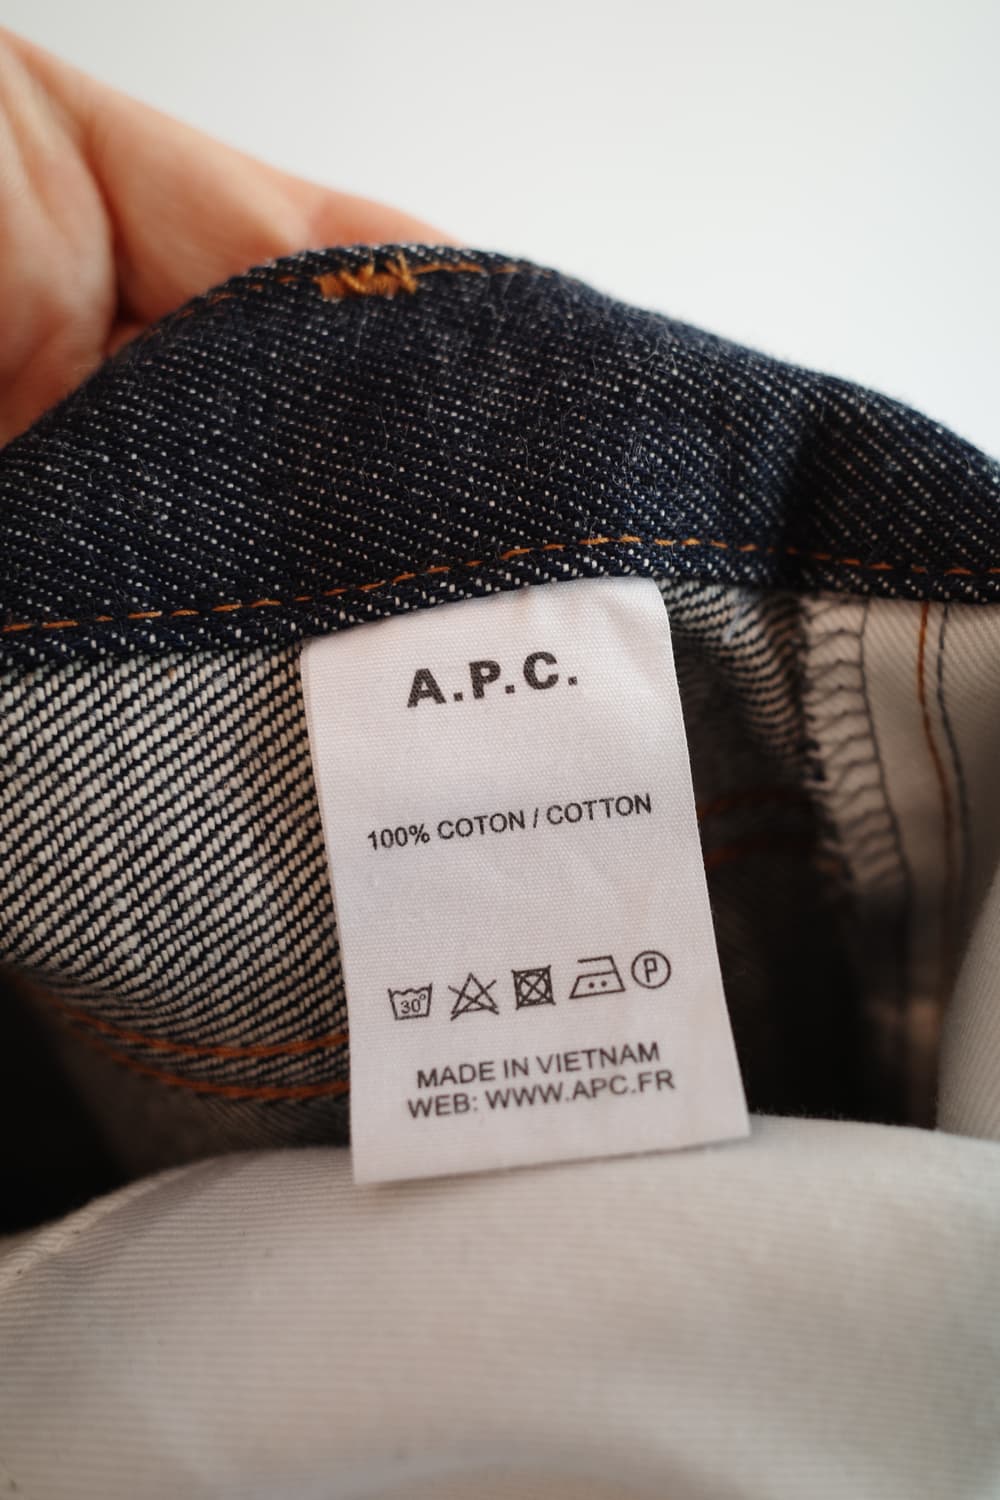 A.P.C.
100% COTON / COTTON
30°
P
MADE IN VIETNAM
WEB: WWW.APC.FR